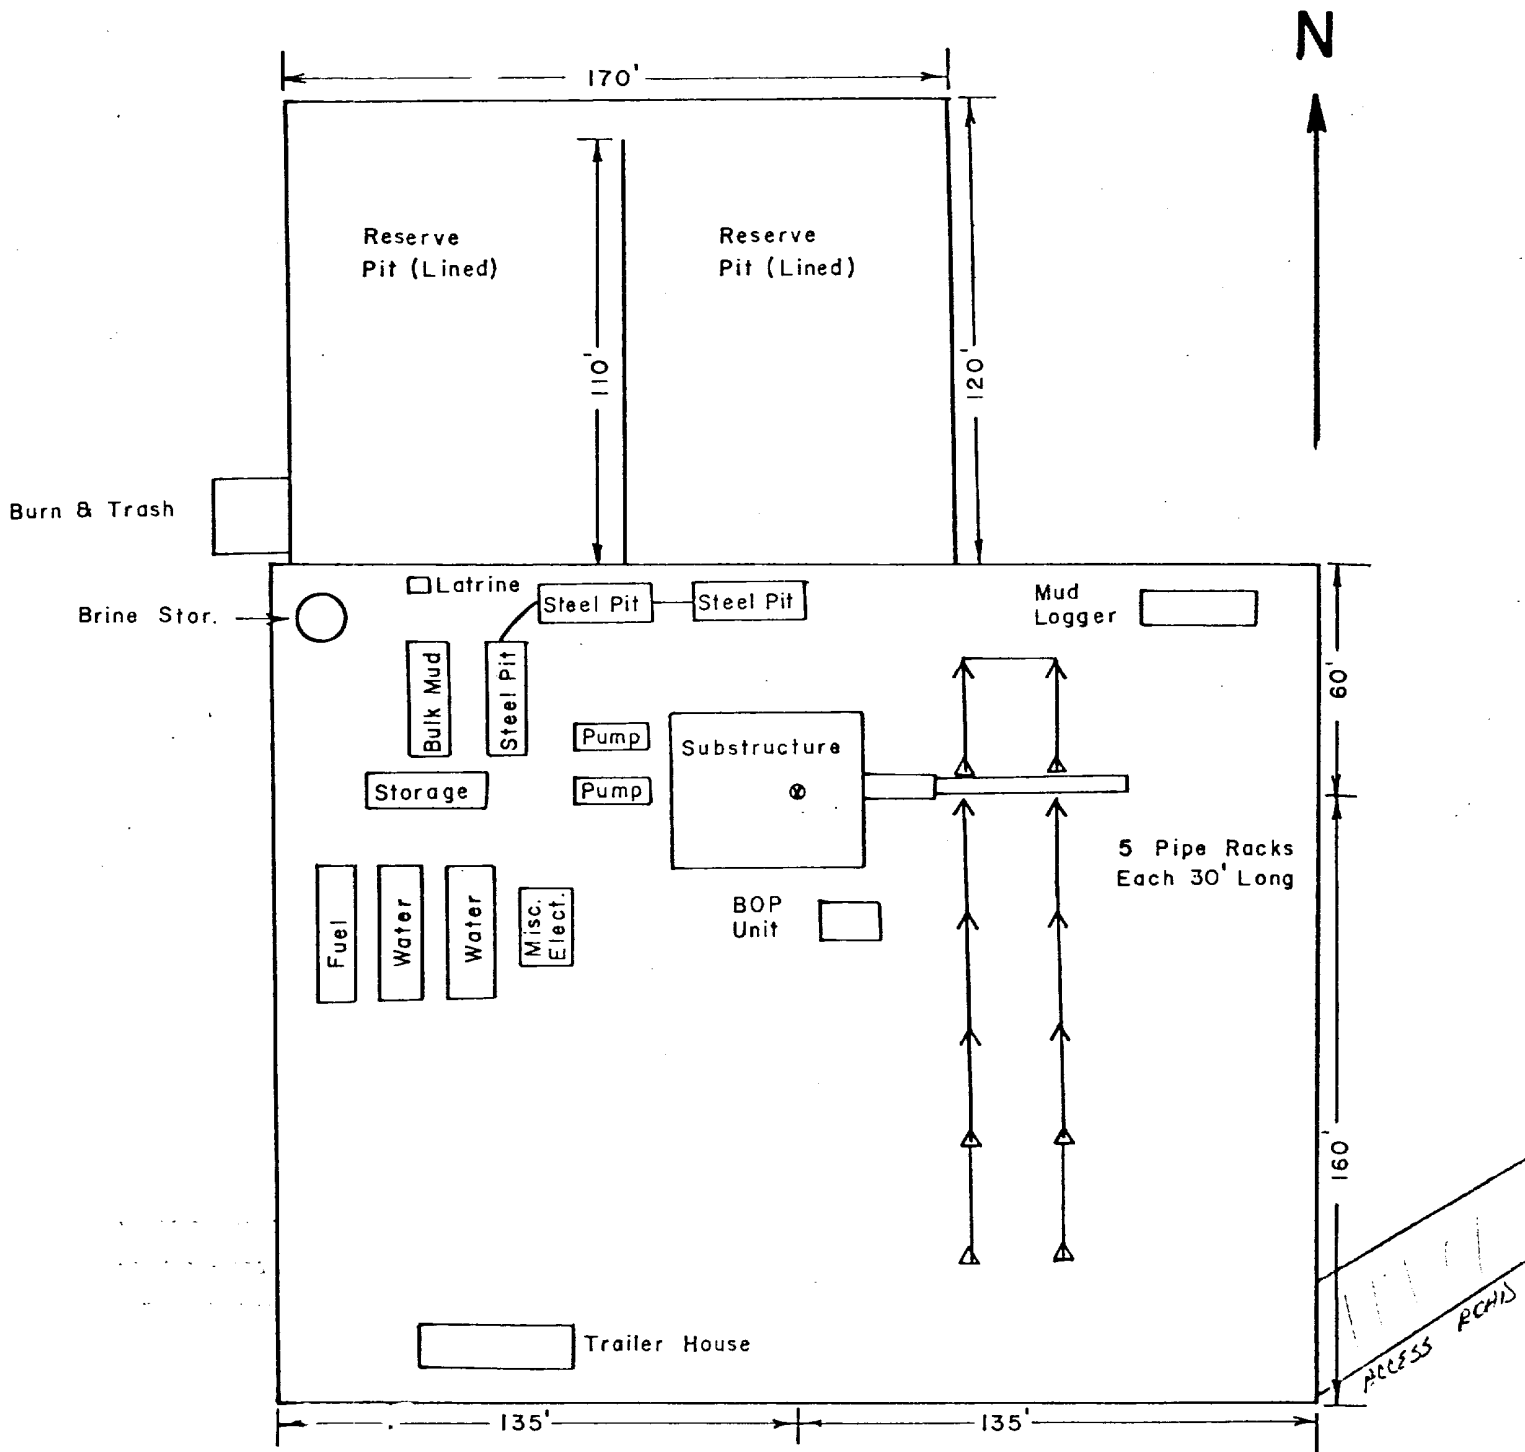 N
170'
Reserve
Pit (Lined)
Reserve
Pit (Lined)
110'
120'
Burn & Trash
Latrine
Steel Pit
Steel Pit
Mud
Logger
Brine Stor.
Bulk Mud
Steel Pit
60'
Pump
Substructure
Storage
Pump
5 Pipe Racks
Each 30' Long
Fuel
Water
Water
Misc.
Elect.
BOP
Unit
160'
Trailer House
ACCESS
135'
135'